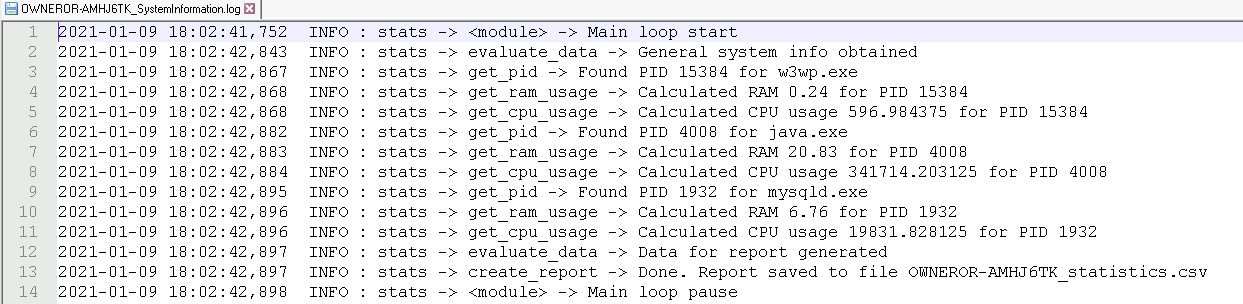 OWNEROR-AMHJ6TK_SystemInformation.log
1 2021-01-09 18:02:41,752 INFO : stats -> <module> -> Main loop start
2 2021-01-09 18:02:42,843 INFO : stats -> evaluate_data -> General system info obtained
3 2021-01-09 18:02:42,867 INFO : stats -> get_pid -> Found PID 15384 for w3wp.exe
4 2021-01-09 18:02:42,868 INFO : stats -> get_ram_usage -> Calculated RAM 0.24 for PID 15384
5 2021-01-09 18:02:42,868 INFO : stats -> get_cpu_usage -> Calculated CPU usage 596.984375 for PID 15384
6 2021-01-09 18:02:42,882 INFO : stats -> get_pid -> Found PID 4008 for java.exe
7 2021-01-09 18:02:42,883 INFO : stats -> get_ram_usage -> Calculated RAM 20.83 for PID 4008
8 2021-01-09 18:02:42,884 INFO : stats -> get_cpu_usage -> Calculated CPU usage 341714.203125 for PID 4008
9 2021-01-09 18:02:42,895 INFO : stats -> get_pid -> Found PID 1932 for mysqld.exe
10 2021-01-09 18:02:42,896 INFO : stats -> get_ram_usage -> Calculated RAM 6.76 for PID 1932
11 2021-01-09 18:02:42,896 INFO : stats -> get_cpu_usage -> Calculated CPU usage 19831.828125 for PID 1932
12 2021-01-09 18:02:42,897 INFO : stats -> evaluate_data -> Data for report generated
13 2021-01-09 18:02:42,897 INFO : stats -> create_report -> Done. Report saved to file OWNEROR-AMHJ6TK_statistics.csv
14 2021-01-09 18:02:42,898 INFO : stats -> <module> -> Main loop pause